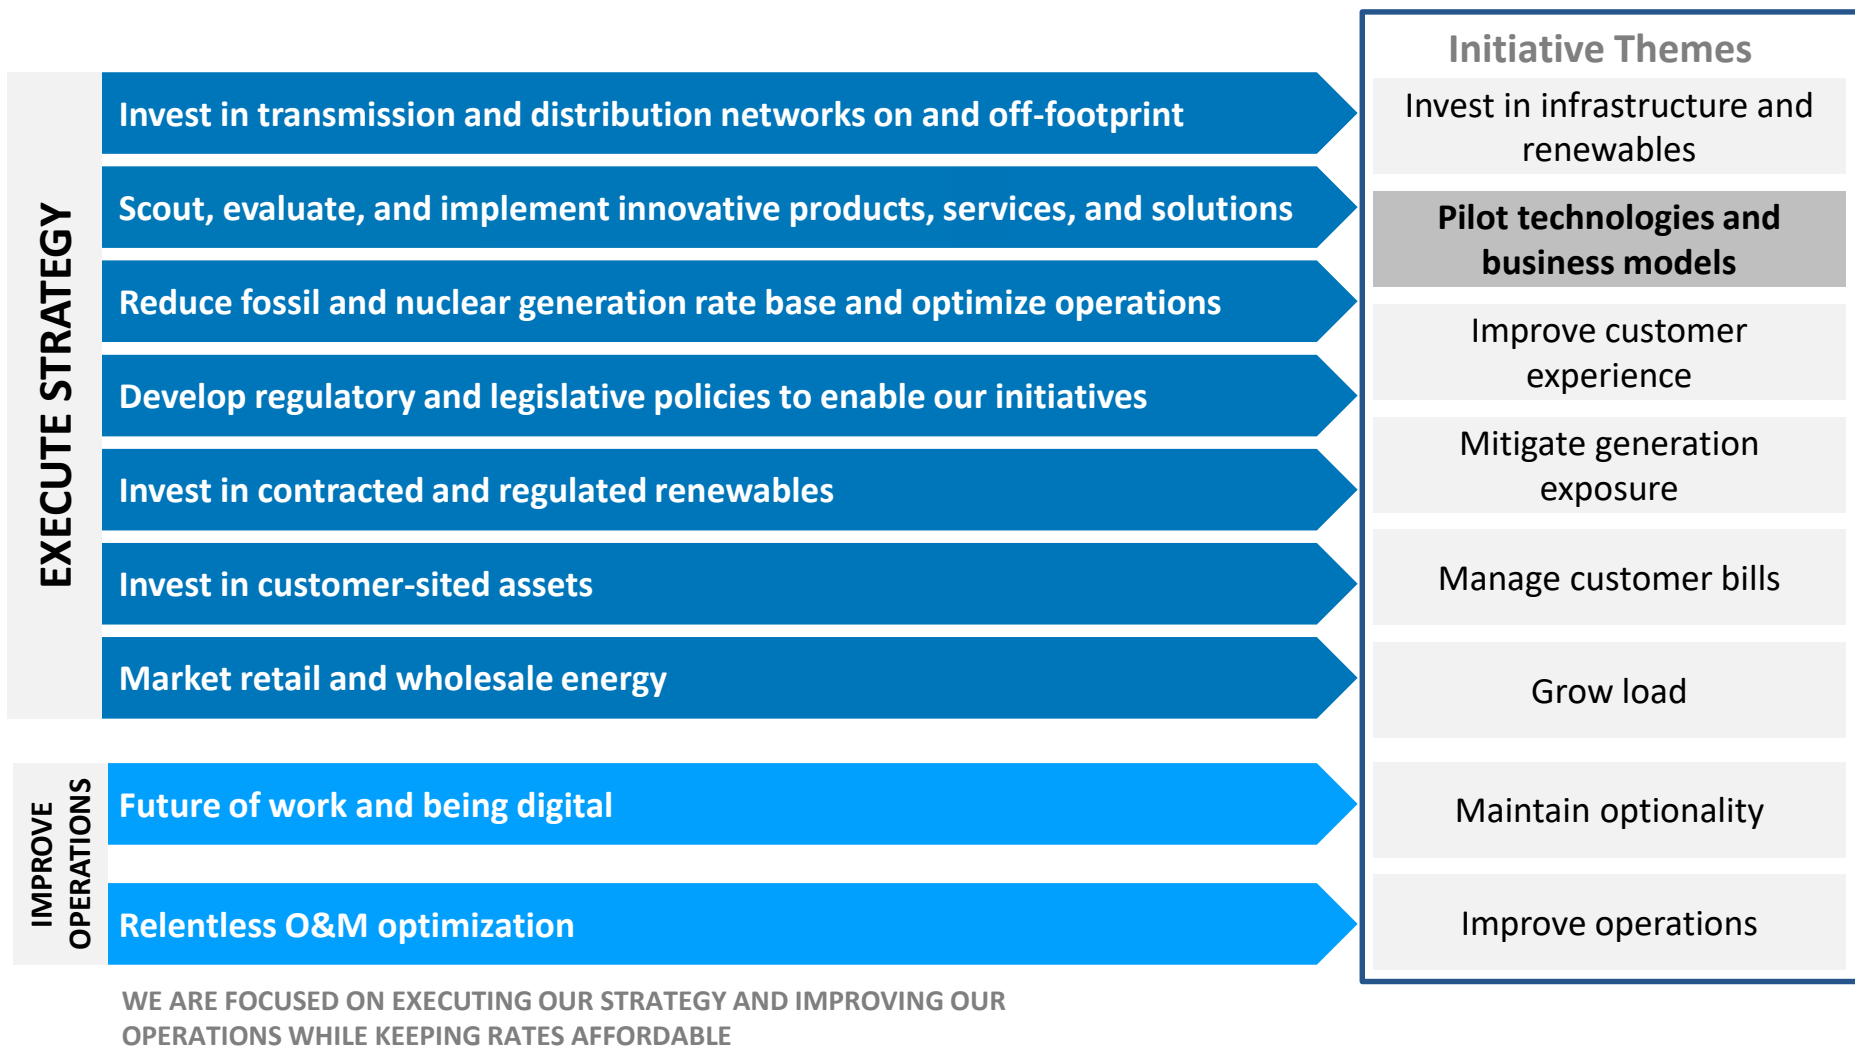 EXECUTE STRATEGY
Invest in transmission and distribution networks on and off-footprint
Scout, evaluate, and implement innovative products, services, and solutions
Reduce fossil and nuclear generation rate base and optimize operations
Develop regulatory and legislative policies to enable our initiatives
Invest in contracted and regulated renewables
Invest in customer-sited assets
Market retail and wholesale energy
IMPROVE
OPERATIONS
Future of work and being digital
Relentless O&M optimization
WE ARE FOCUSED ON EXECUTING OUR STRATEGY AND IMPROVING OUR
OPERATIONS WHILE KEEPING RATES AFFORDABLE
Initiative Themes
Invest in infrastructure and
renewables
Pilot technologies and
business models
Improve customer
experience
Mitigate generation
exposure
Manage customer bills
Grow load
Maintain optionality
Improve operations